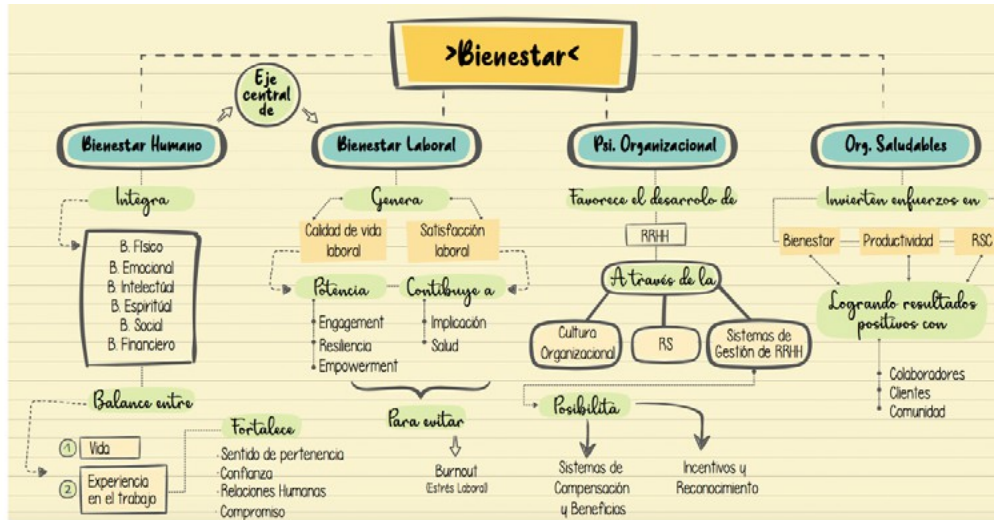 >Bienestar<
Eje
central
de
Bienestar Humano
Integra
B. Físico
B. Emocional
B. Intelectúal
B. Espiritúal
B. Social
B. Financiero
Balance entre
1 Vida
2 Experiencia
en el trabajo
Fortalece
· Sentido de pertenencia
· Confianza
· Relaciones Humanas
· Compromiso
Bienestar Laboral
Genera
Calidad de vida
laboral
Satisfacción
laboral
Potencia
Engagement
Resiliencia
Empowerment
Contibuye a
Implicación
Salud
Para evitar
Burnout
(Estrés Laboral)
Psi. Organizacional
Favorece el desarrolo de
RRHH
A través de la
Cultura
Organizacional
RS
Sistemas de
Gestión de RRHH
Posibilita
Sistemas de
Compensación
y Beneficios
Incentivos y
Reconocimiento
Org. Saludables
Invierten enfuerzos en
Bienestar
Productividad
RSC
Logrando resultados
positivos con
Colaboradores
Clientes
Comunidad